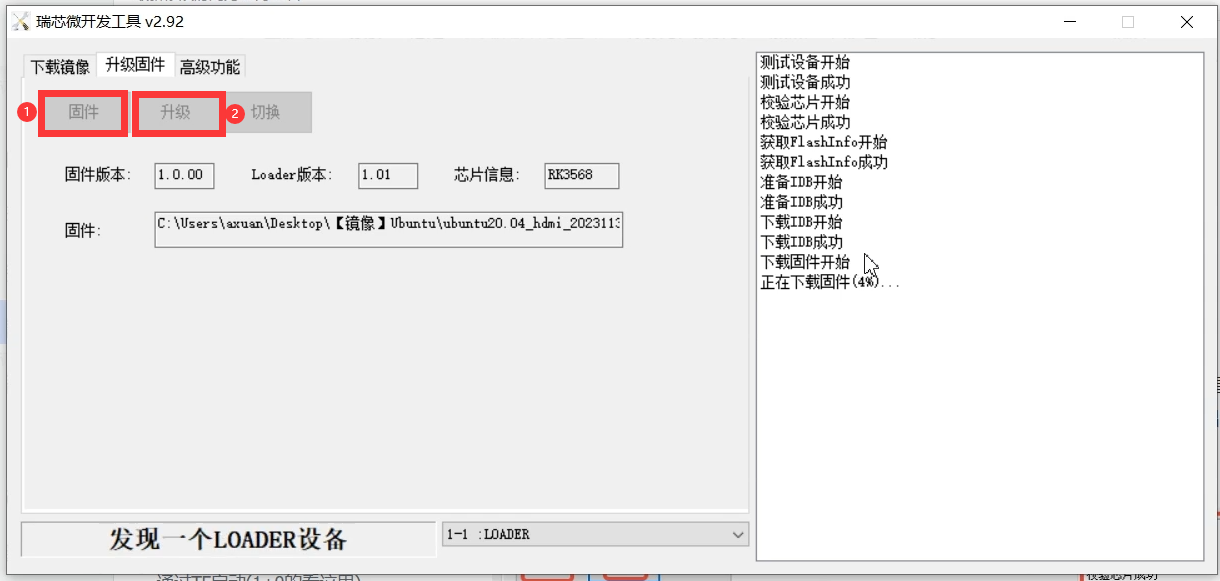 瑞芯微开发工具 v2.92
下载镜像 升级固件 高级功能
1 固件 升级 2 切换
固件版本: 1.0.00 Loader版本: 1.01 芯片信息: RK3568
固件: C:\Users\axuan\Desktop\【镜像】Ubuntu\ubuntu20.04_hdmi_2023113
测试设备开始
测试设备成功
校验芯片开始
校验芯片成功
获取FlashInfo开始
获取FlashInfo成功
准备IDB开始
准备IDB成功
下载IDB开始
下载IDB成功
下载固件开始
正在下载固件(4%)...
发现一个LOADER设备 1-1 :LOADER